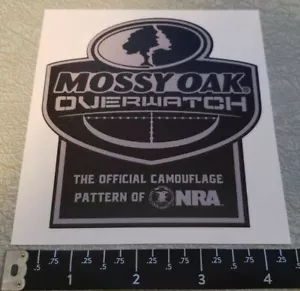 MOSSY OAK®
OVERWATCH
THE OFFICIAL CAMOUFLAGE
PATTERN OF NRA
.5 .75 .25 .5 .75 .25 .5 .75 .25 .5 .75 .25 .5
1 2 3 4